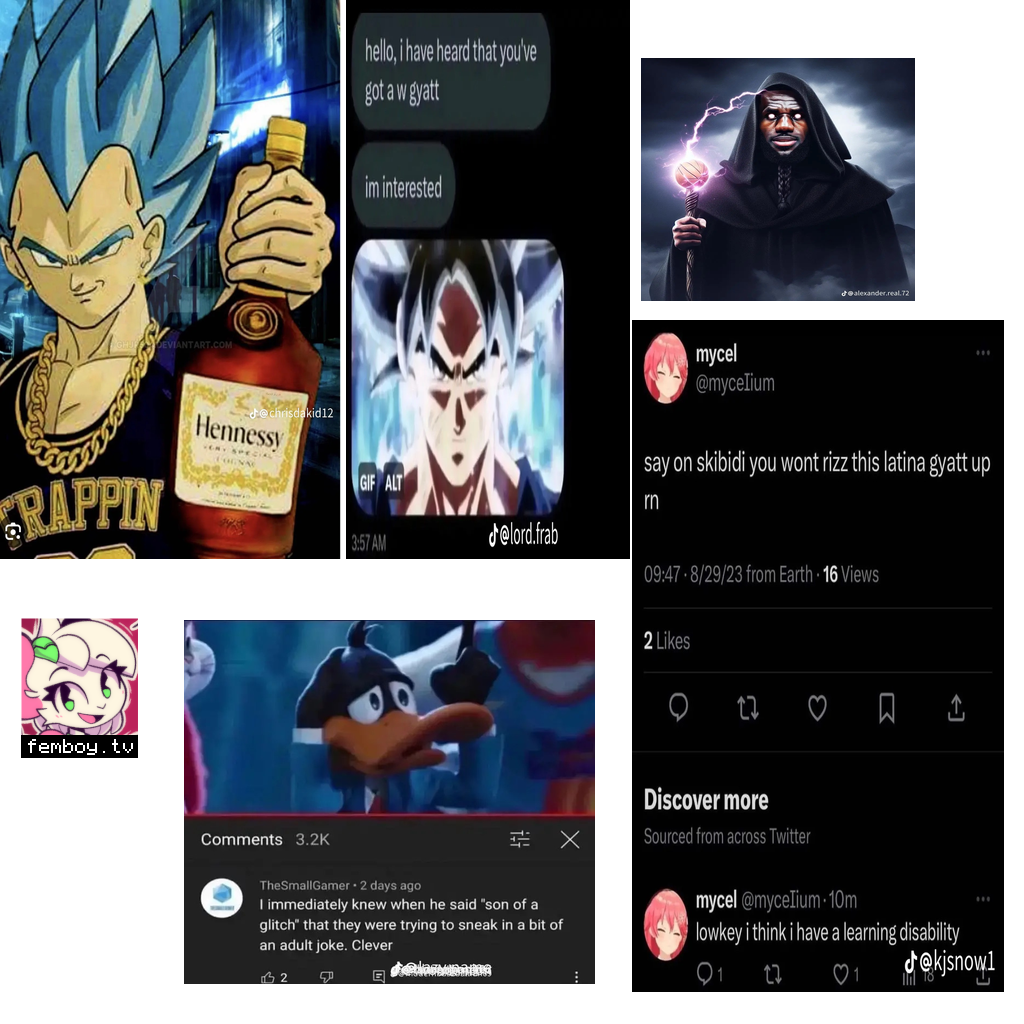 hello, i have heard that you've
got a w gyatt
im interested
GIF ALT
3:57 AM
@lord.frab
DEVIANTART.COM
@chrisdakid12
Hennessy
VERY SPECIAL
COGNAC
TRAPPIN
@alexander.real.72
mycel
@myceIium
say on skibidi you wont rizz this latina gyatt up
rn
09:47 · 8/29/23 from Earth · 16 Views
2 Likes
Discover more
Sourced from across Twitter
mycel @myceIium · 10m
lowkey i think i have a learning disability
@kjsnow1
1 1 18
femboy.tv
Comments 3.2K
TheSmallGamer • 2 days ago
I immediately knew when he said "son of a
glitch" that they were trying to sneak in a bit of
an adult joke. Clever
2